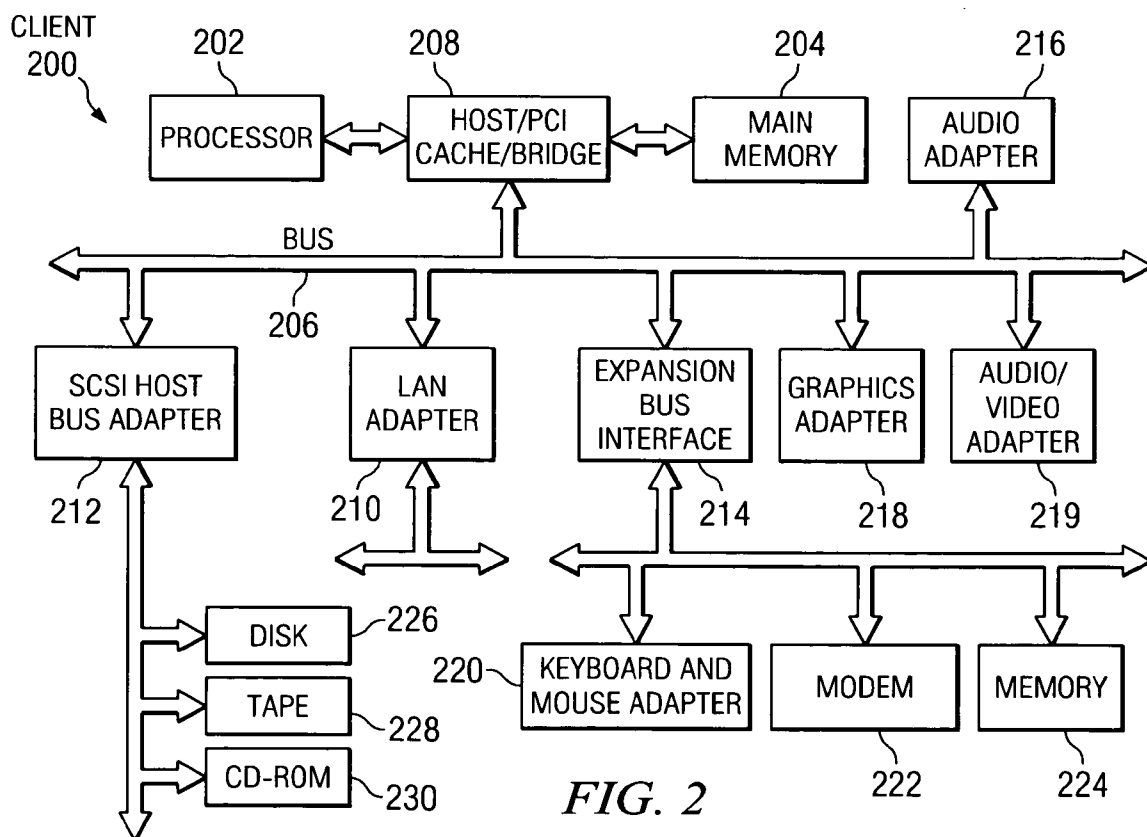 CLIENT
200
202
208
204
216
PROCESSOR
HOST/PCI
CACHE/BRIDGE
MAIN
MEMORY
AUDIO
ADAPTER
BUS
206
SCSI HOST
BUS ADAPTER
LAN
ADAPTER
EXPANSION
BUS
INTERFACE
GRAPHICS
ADAPTER
AUDIO/
VIDEO
ADAPTER
212
210
214
218
219
DISK
226
TAPE
228
CD-ROM
230
220
KEYBOARD AND
MOUSE ADAPTER
MODEM
MEMORY
222
224
FIG. 2